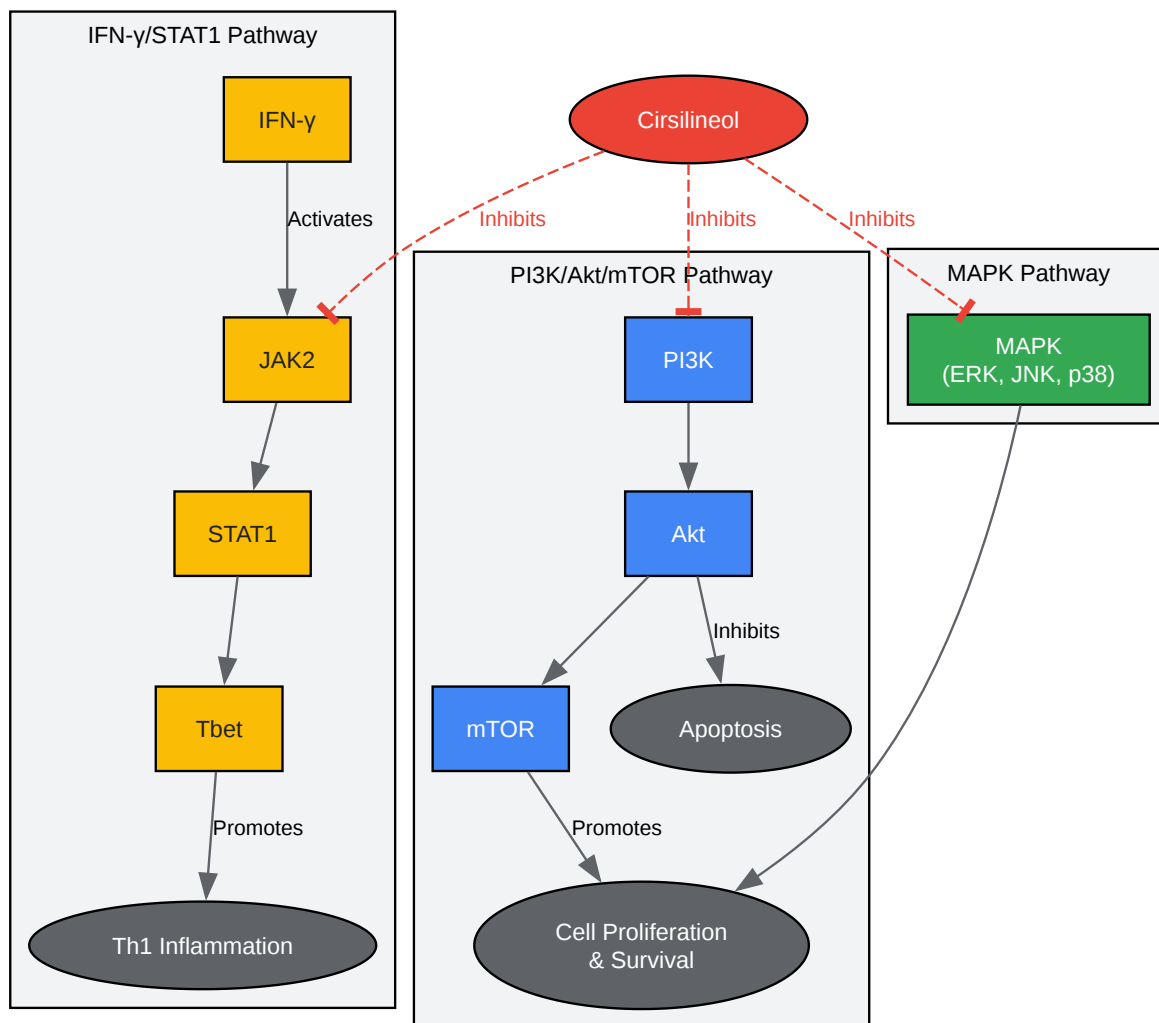 IFN-γ/STAT1 Pathway
IFN-γ
Activates
JAK2
STAT1
Tbet
Promotes
Th1 Inflammation
Cirsilineol
Inhibits
Inhibits
Inhibits
PI3K/Akt/mTOR Pathway
PI3K
Akt
Inhibits
mTOR
Apoptosis
Promotes
Cell Proliferation
& Survival
MAPK Pathway
MAPK
(ERK, JNK, p38)